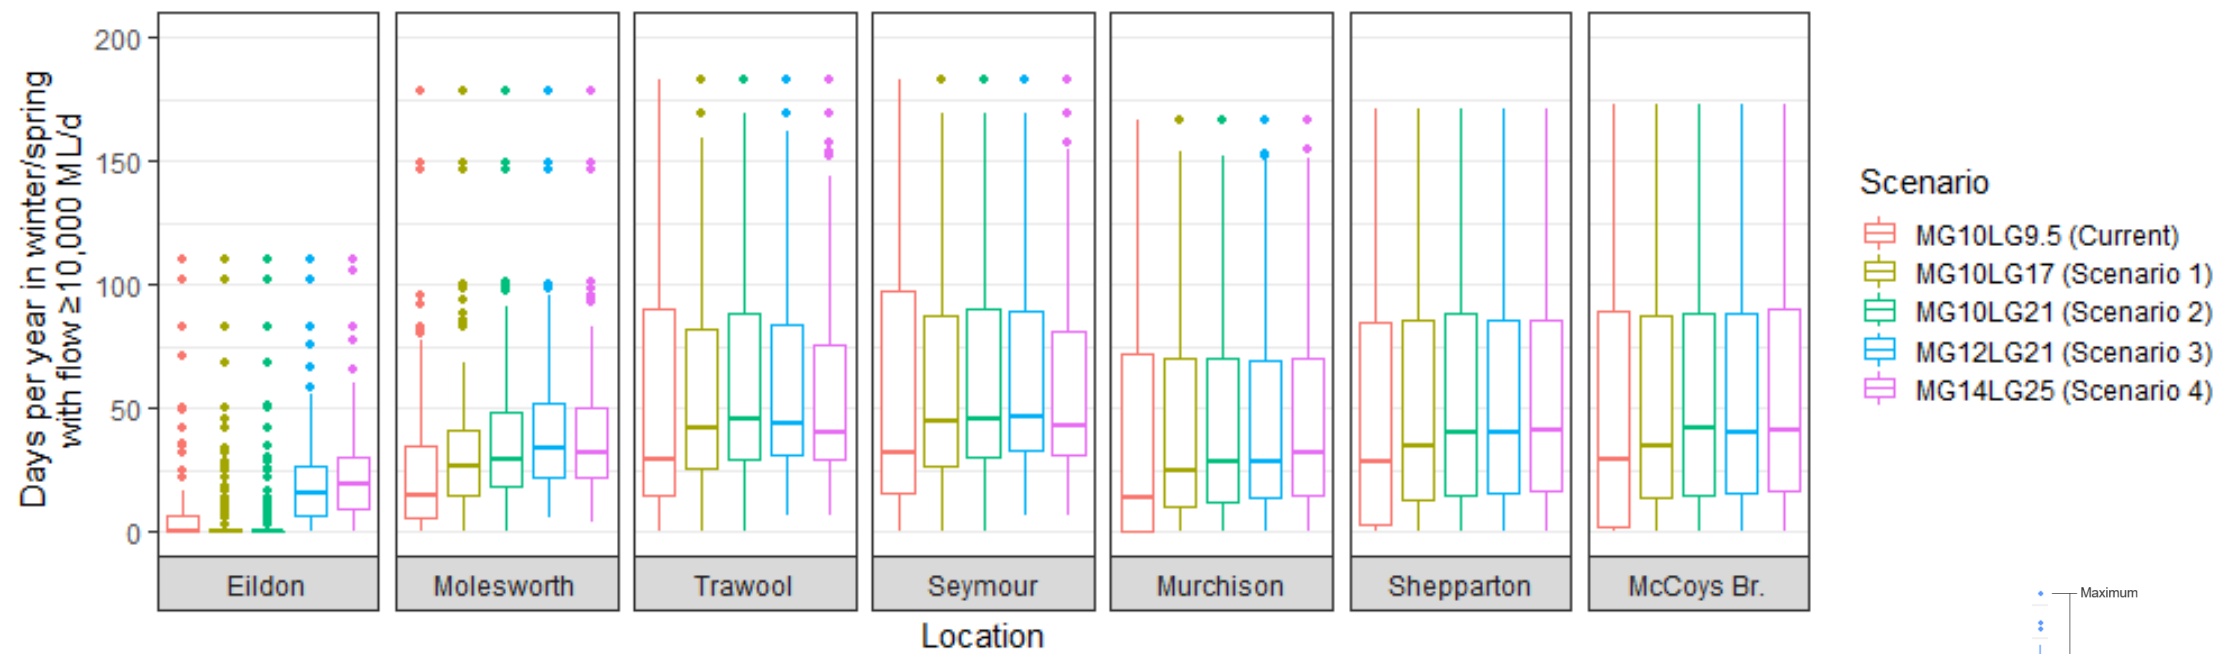 Days per year in winter/spring
with flow ≥10,000 ML/d
200
150
100
50
0
Eildon
Molesworth
Trawool
Seymour
Murchison
Shepparton
McCoys Br.
Location
Scenario
MG10LG9.5 (Current)
MG10LG17 (Scenario 1)
MG10LG21 (Scenario 2)
MG12LG21 (Scenario 3)
MG14LG25 (Scenario 4)
Maximum